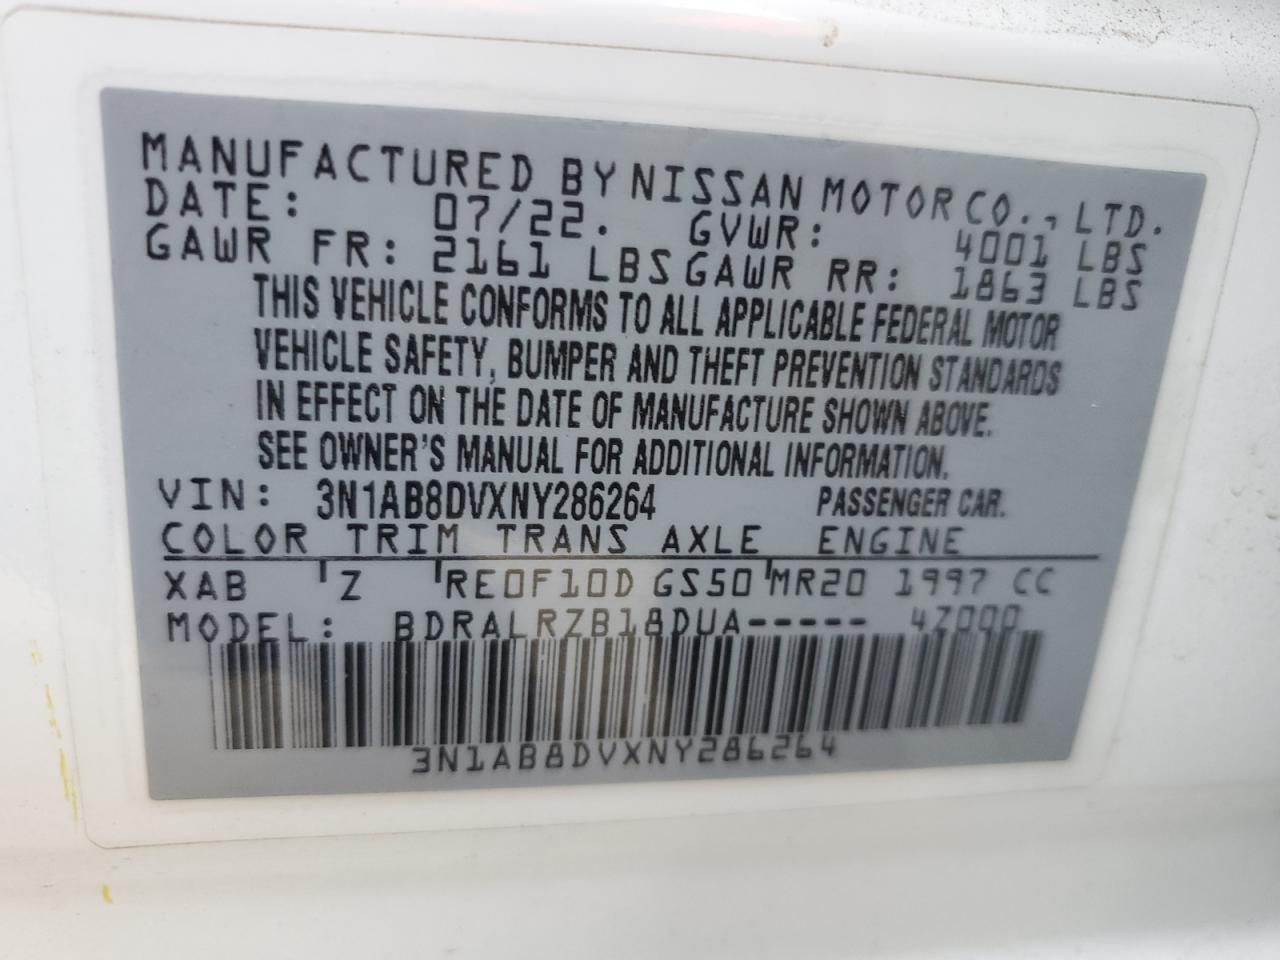 MANUFACTURED BY NISSAN MOTOR CO., LTD.
DATE: 07/22. GVWR: 4001 LBS
GAWR FR: 2161 LBS GAWR RR: 1863 LBS
THIS VEHICLE CONFORMS TO ALL APPLICABLE FEDERAL MOTOR
VEHICLE SAFETY, BUMPER AND THEFT PREVENTION STANDARDS
IN EFFECT ON THE DATE OF MANUFACTURE SHOWN ABOVE.
SEE OWNER'S MANUAL FOR ADDITIONAL INFORMATION.
VIN: 3N1AB8DVXNY286264 PASSENGER CAR.
COLOR TRIM TRANS AXLE ENGINE
XAB Z RE0F10D GS50 MR20 1997 CC
MODEL: BDRALRZB18DUA----- 4Z000
3N1AB8DVXNY286264